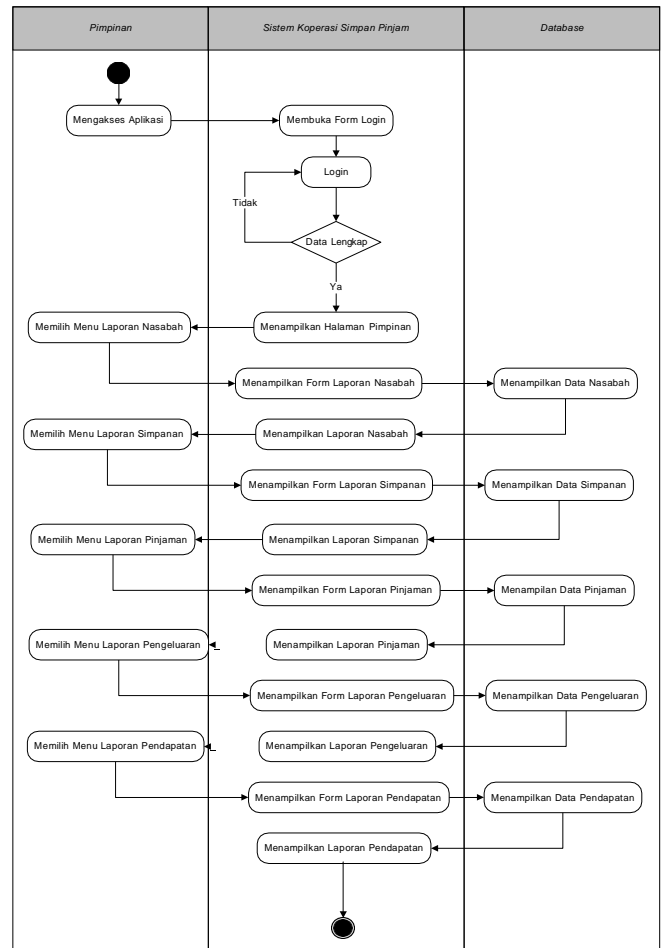 Pimpinan
Sistem Koperasi Simpan Pinjam
Database
Mengakses Aplikasi
Membuka Form Login
Login
Tidak
Data Lengkap
Ya
Memilih Menu Laporan Nasabah
Menampilkan Halaman Pimpinan
Menampilkan Form Laporan Nasabah
Menampilkan Data Nasabah
Memilih Menu Laporan Simpanan
Menampilkan Laporan Nasabah
Menampilkan Form Laporan Simpanan
Menampilkan Data Simpanan
Memilih Menu Laporan Pinjaman
Menampilkan Laporan Simpanan
Menampilkan Form Laporan Pinjaman
Menampilan Data Pinjaman
Memilih Menu Laporan Pengeluaran
Menampilkan Laporan Pinjaman
Menampilkan Form Laporan Pengeluaran
Menampilkan Data Pengeluaran
Memilih Menu Laporan Pendapatan
Menampilkan Laporan Pengeluaran
Menampilkan Form Laporan Pendapatan
Menampilkan Data Pendapatan
Menampilkan Laporan Pendapatan